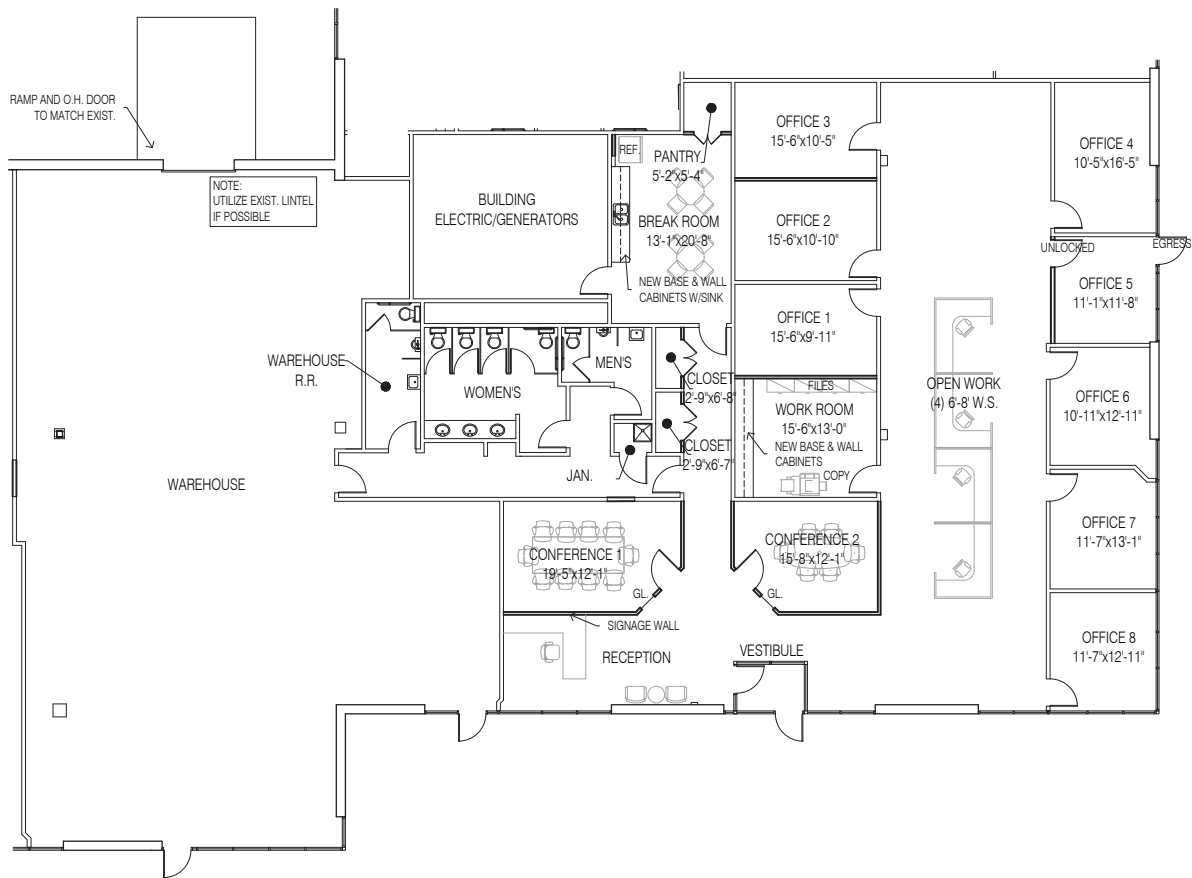 RAMP AND O.H. DOOR
TO MATCH EXIST.
NOTE:
UTILIZE EXIST. LINTEL
IF POSSIBLE
BUILDING
ELECTRIC/GENERATORS
REF.
PANTRY
5'-2"x5'-4"
BREAK ROOM
13'-1"x20'-8"
NEW BASE & WALL
CABINETS W/SINK
OFFICE 3
15'-6"x10'-5"
OFFICE 2
15'-6"x10'-10"
OFFICE 1
15'-6"x9'-11"
OFFICE 4
10'-5"x16'-5"
UNLOCKED
EGRESS
OFFICE 5
11'-1"x11'-8"
OFFICE 6
10'-11"x12'-11"
OFFICE 7
11'-7"x13'-1"
OFFICE 8
11'-7"x12'-11"
OPEN WORK
(4) 6'-8' W.S.
WAREHOUSE
R.R.
WOMEN'S
MEN'S
CLOSET
2'-9"x6'-8"
CLOSET
2'-9"x6'-7"
JAN.
FILES
WORK ROOM
15'-6"x13'-0"
NEW BASE & WALL
CABINETS
COPY
WAREHOUSE
CONFERENCE 1
19'-5"x12'-1"
GL.
CONFERENCE 2
15'-8"x12'-1"
GL.
SIGNAGE WALL
RECEPTION
VESTIBULE